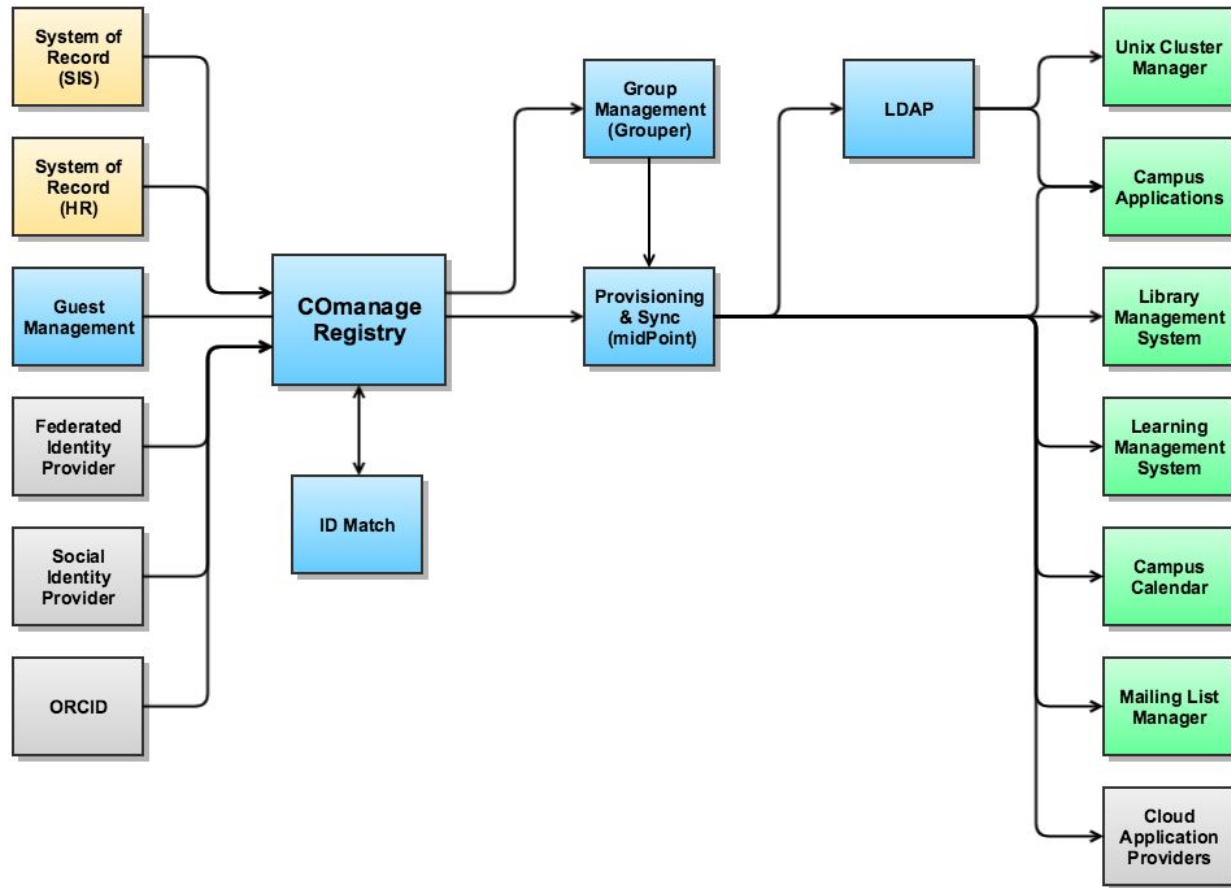 System of
Record
(SIS)
System of
Record
(HR)
Guest
Management
Federated
Identity
Provider
Social
Identity
Provider
ORCID
COmanage
Registry
ID Match
Group
Management
(Grouper)
Provisioning
& Sync
(midPoint)
LDAP
Unix Cluster
Manager
Campus
Applications
Library
Management
System
Learning
Management
System
Campus
Calendar
Mailing List
Manager
Cloud
Application
Providers